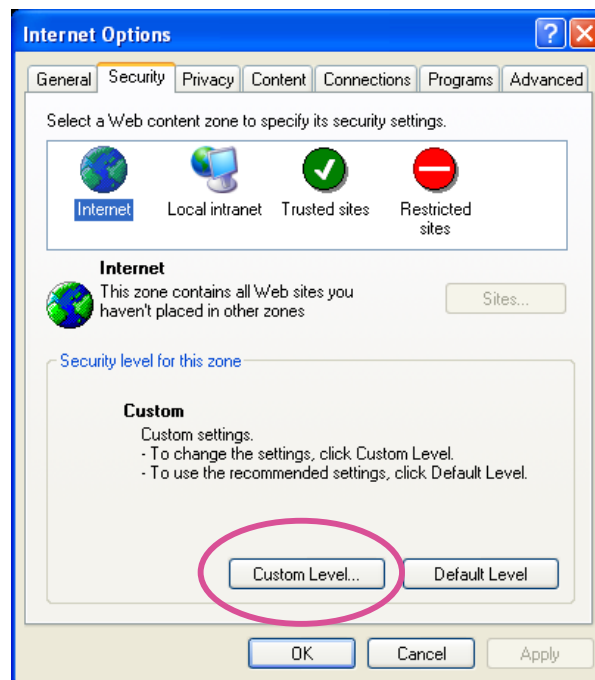 Internet Options
General Security Privacy Content Connections Programs Advanced
Select a Web content zone to specify its security settings.
Internet Local intranet Trusted sites Restricted
sites
Internet
This zone contains all Web sites you
haven't placed in other zones
Sites...
Security level for this zone
Custom
Custom settings.
- To change the settings, click Custom Level.
- To use the recommended settings, click Default Level.
Custom Level... Default Level
OK Cancel Apply